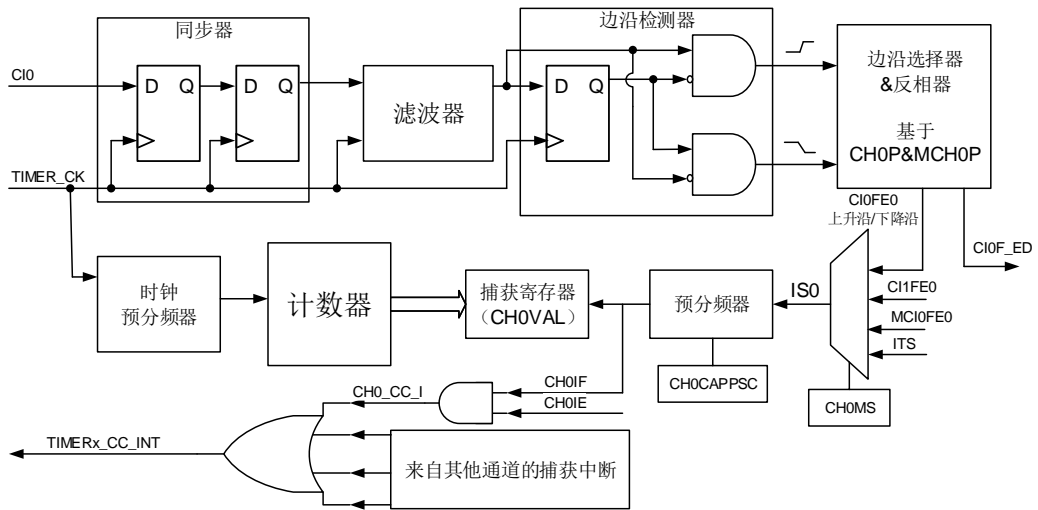 同步器
边沿检测器
CI0
D Q
D Q
滤波器
D Q
边沿选择器
&反相器
基于
CH0P&MCH0P
TIMER_CK
CI0FE0
上升沿/下降沿
CI0F_ED
时钟
预分频器
计数器
捕获寄存器
（CH0VAL）
预分频器
IS0
CI1FE0
MCI0FE0
ITS
CH0CAPPSC
CH0MS
CH0_CC_I
CH0IF
CH0IE
TIMERx_CC_INT
来自其他通道的捕获中断